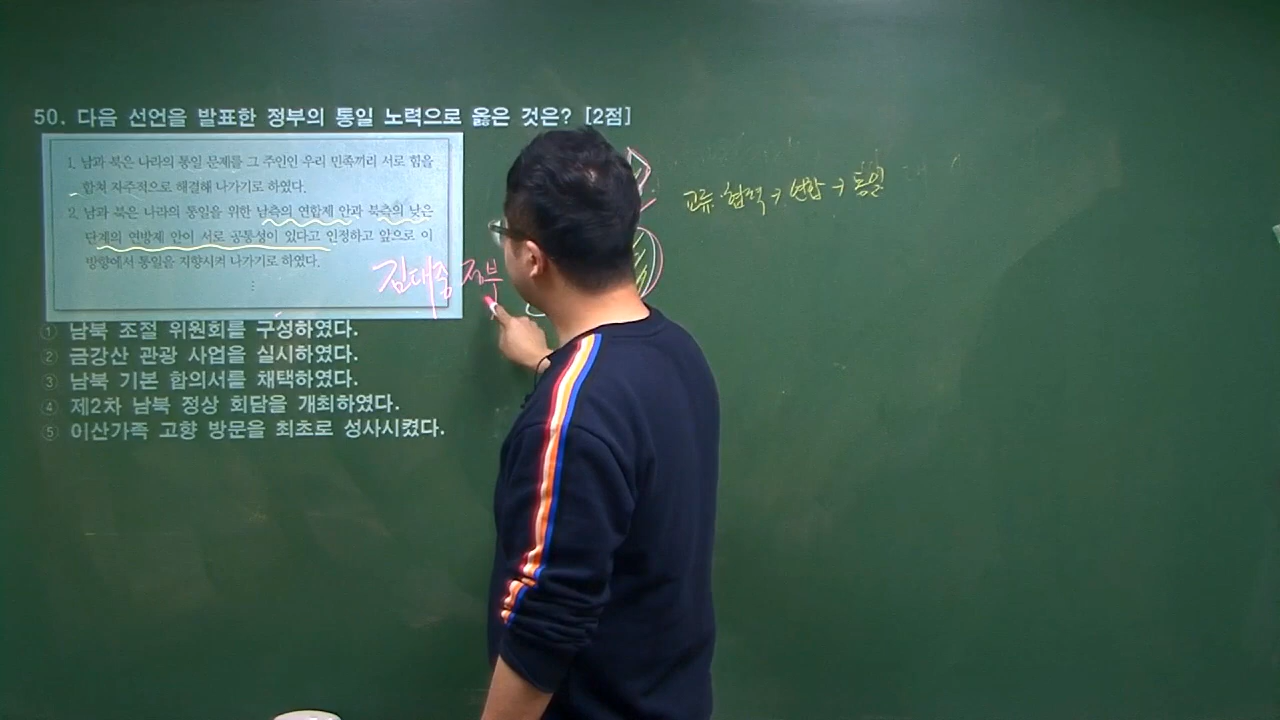 50. 다음 선언을 발표한 정부의 통일 노력으로 옳은 것은? [2점]
1. 남과 북은 나라의 통일 문제를 그 주인인 우리 민족끼리 서로 힘을
합쳐 자주적으로 해결해 나가기로 하였다.
2. 남과 북은 나라의 통일을 위한 남측의 연합제 안과 북측의 낮은
단계의 연방제 안이 서로 공통성이 있다고 인정하고 앞으로 이
방향에서 통일을 지향시켜 나가기로 하였다.
⋮
김대중 정부
① 남북 조절 위원회를 구성하였다.
② 금강산 관광 사업을 실시하였다.
③ 남북 기본 합의서를 채택하였다.
④ 제2차 남북 정상 회담을 개최하였다.
⑤ 이산가족 고향 방문을 최초로 성사시켰다.
교류·협력 → 연합 → 통일